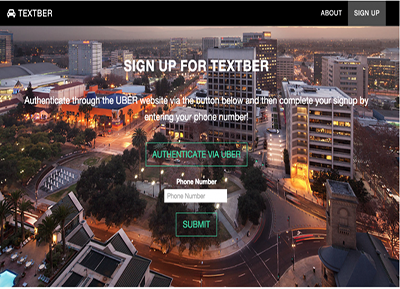 TEXTBER
ABOUT
SIGN UP
SIGN UP FOR TEXTBER
Authenticate through the UBER website via the button below and then complete your signup by
entering your phone number!
AUTHENTICATE VIA UBER
Phone Number
Phone Number
SUBMIT